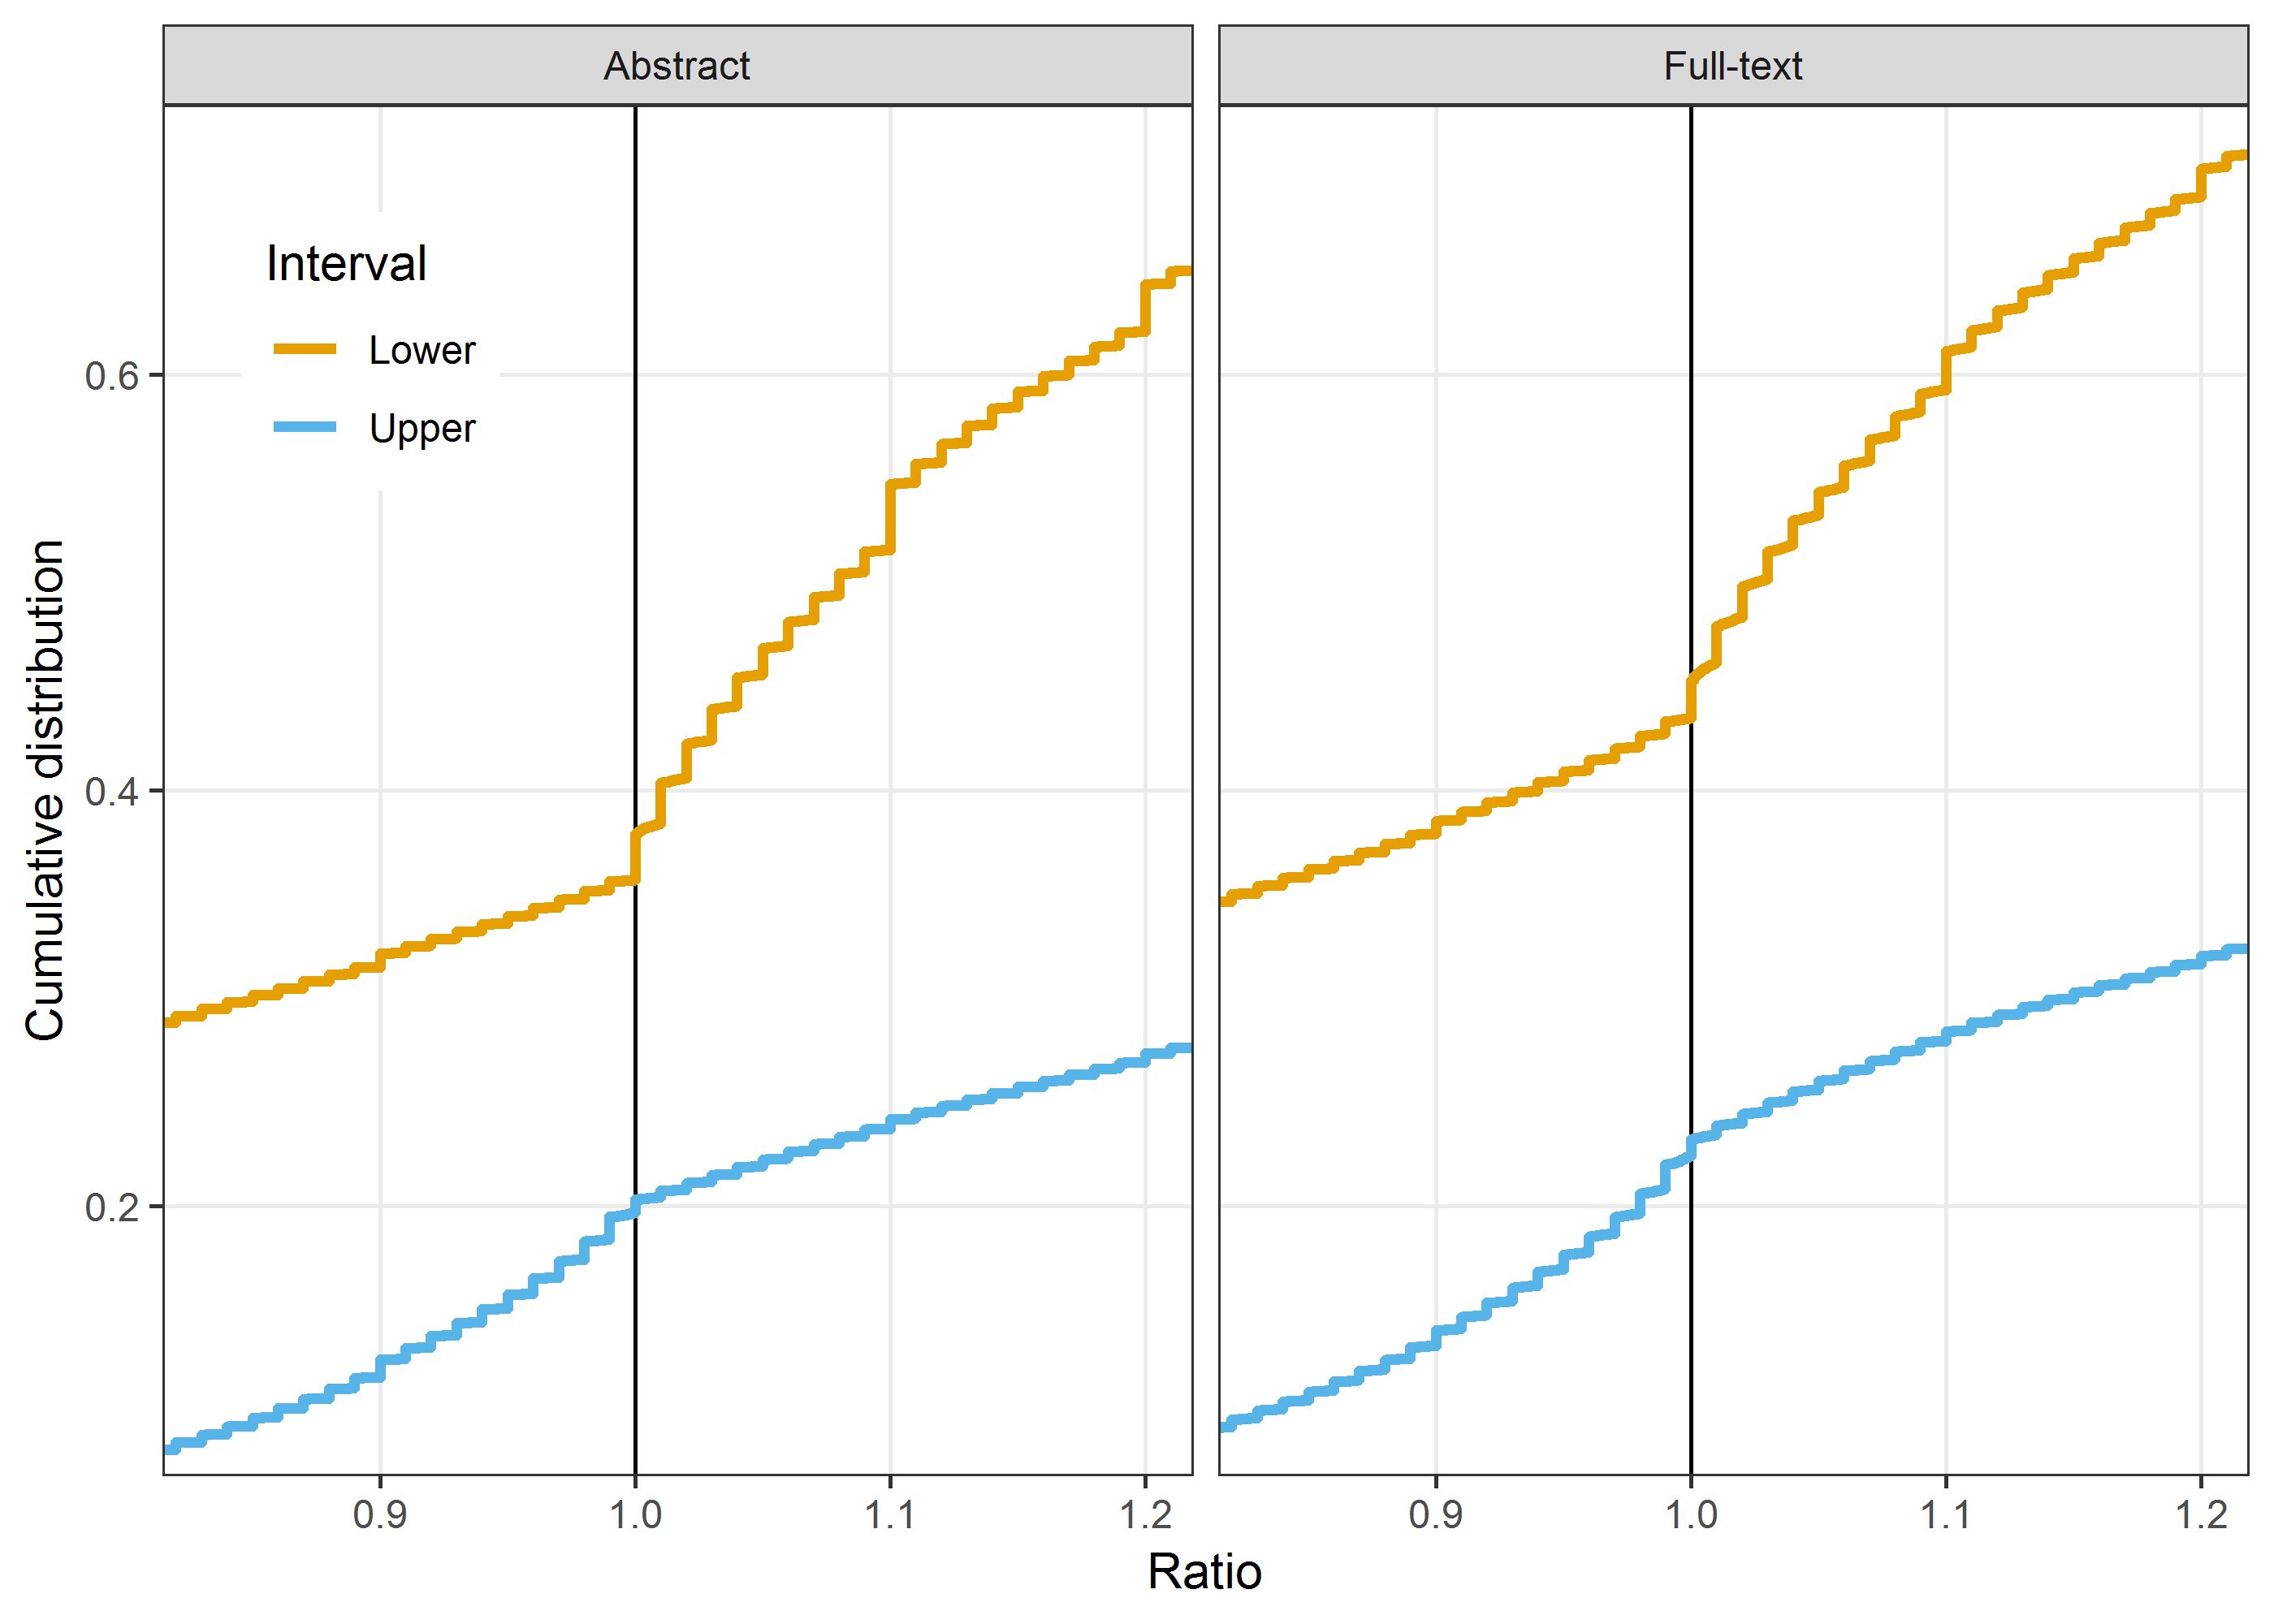 Abstract
Full-text
Interval
Lower
Upper
Cumulative distribution
0.6
0.4
0.2
0.9 1.0 1.1 1.2
0.9 1.0 1.1 1.2
Ratio